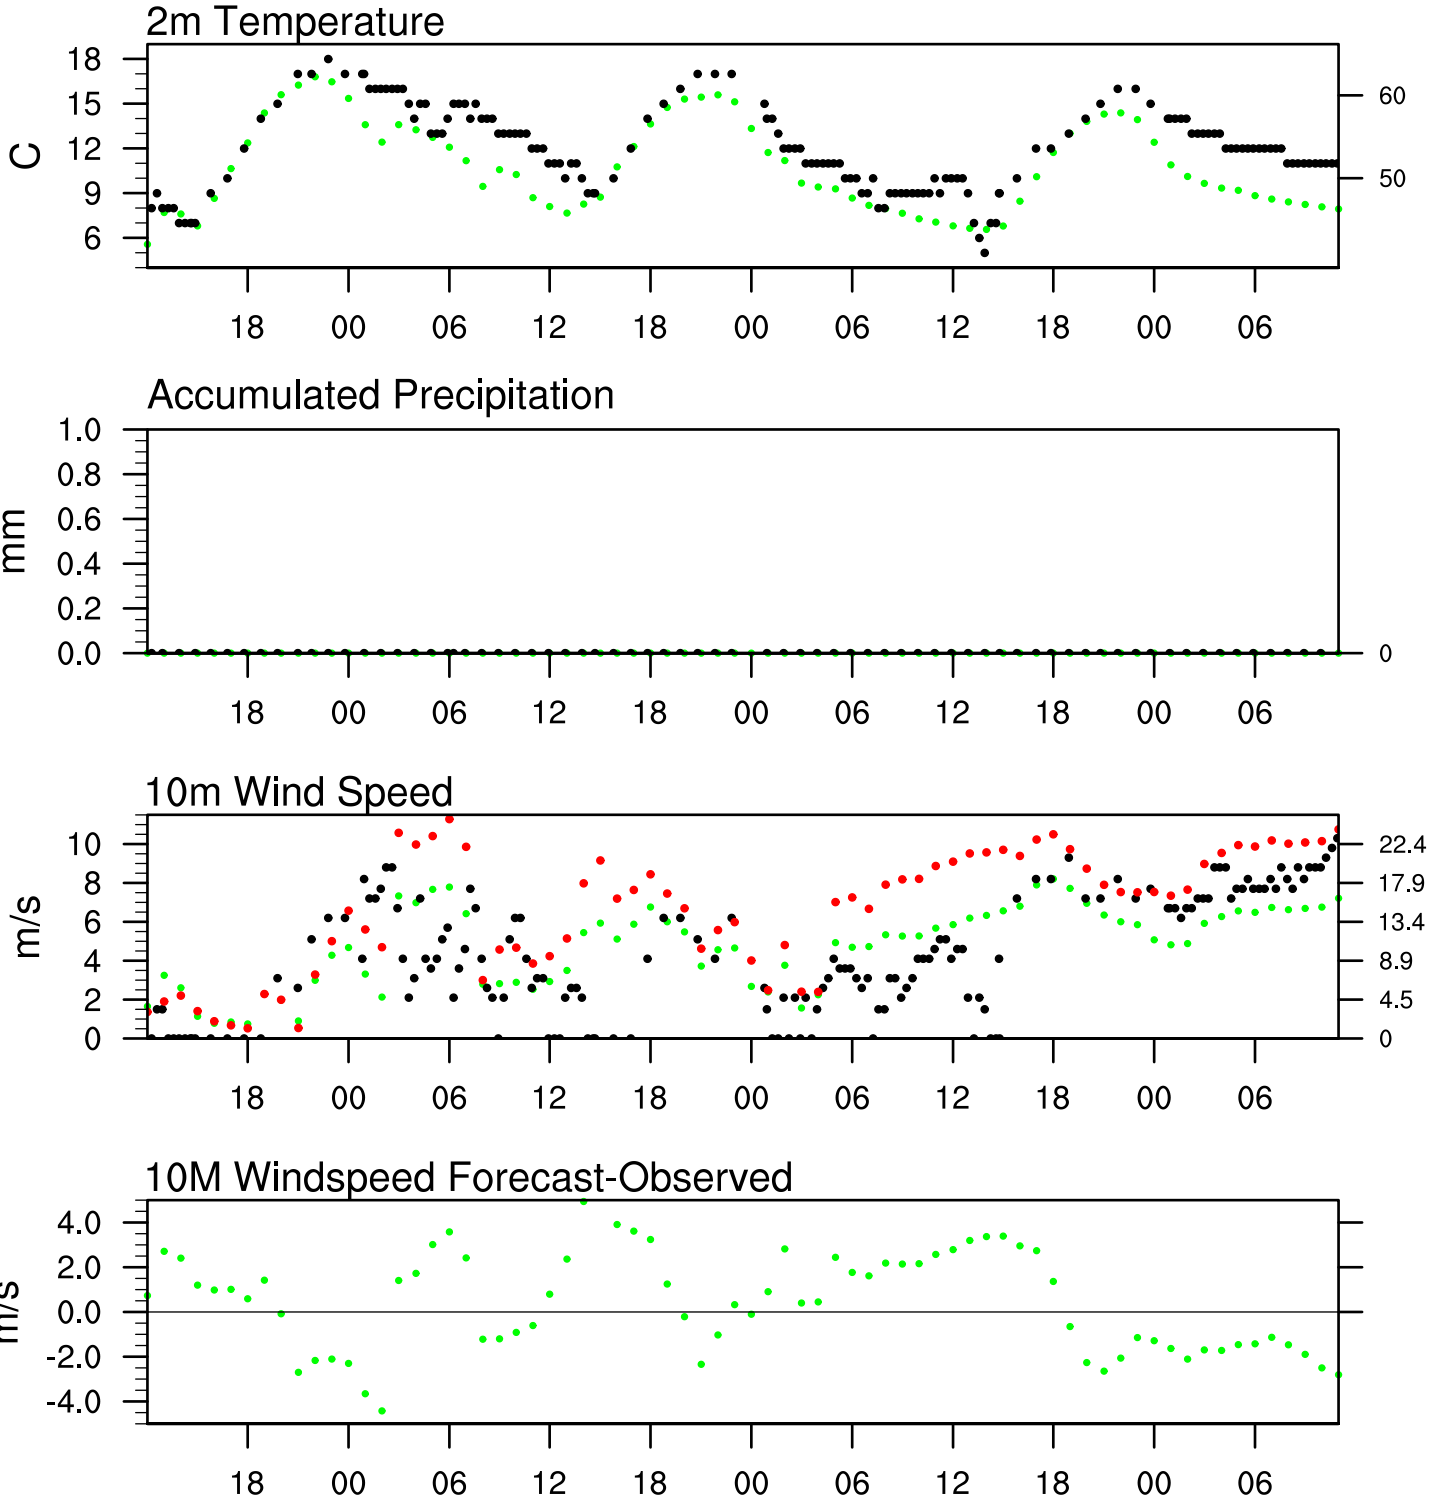 2m Temperature
18
15
12
9
6
C
60
50
18 00 06 12 18 00 06 12 18 00 06
Accumulated Precipitation
1.0
0.8
0.6
0.4
0.2
0.0
mm
0
18 00 06 12 18 00 06 12 18 00 06
10m Wind Speed
10
8
6
4
2
0
m/s
22.4
17.9
13.4
8.9
4.5
0
18 00 06 12 18 00 06 12 18 00 06
10M Windspeed Forecast-Observed
4.0
2.0
0.0
-2.0
-4.0
m/s
18 00 06 12 18 00 06 12 18 00 06